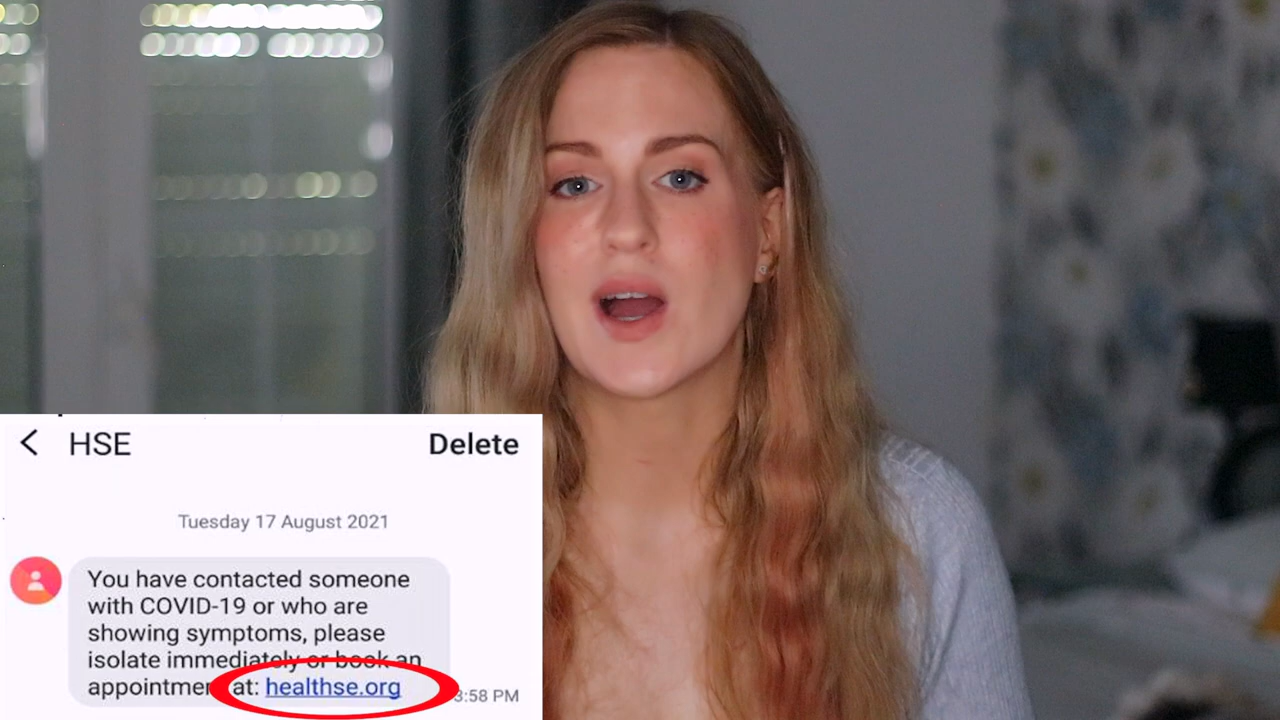 HSE Delete
Tuesday 17 August 2021
You have contacted someone
with COVID-19 or who are
showing symptoms, please
isolate immediately or book an
appointment at: healthse.org
3:58 PM